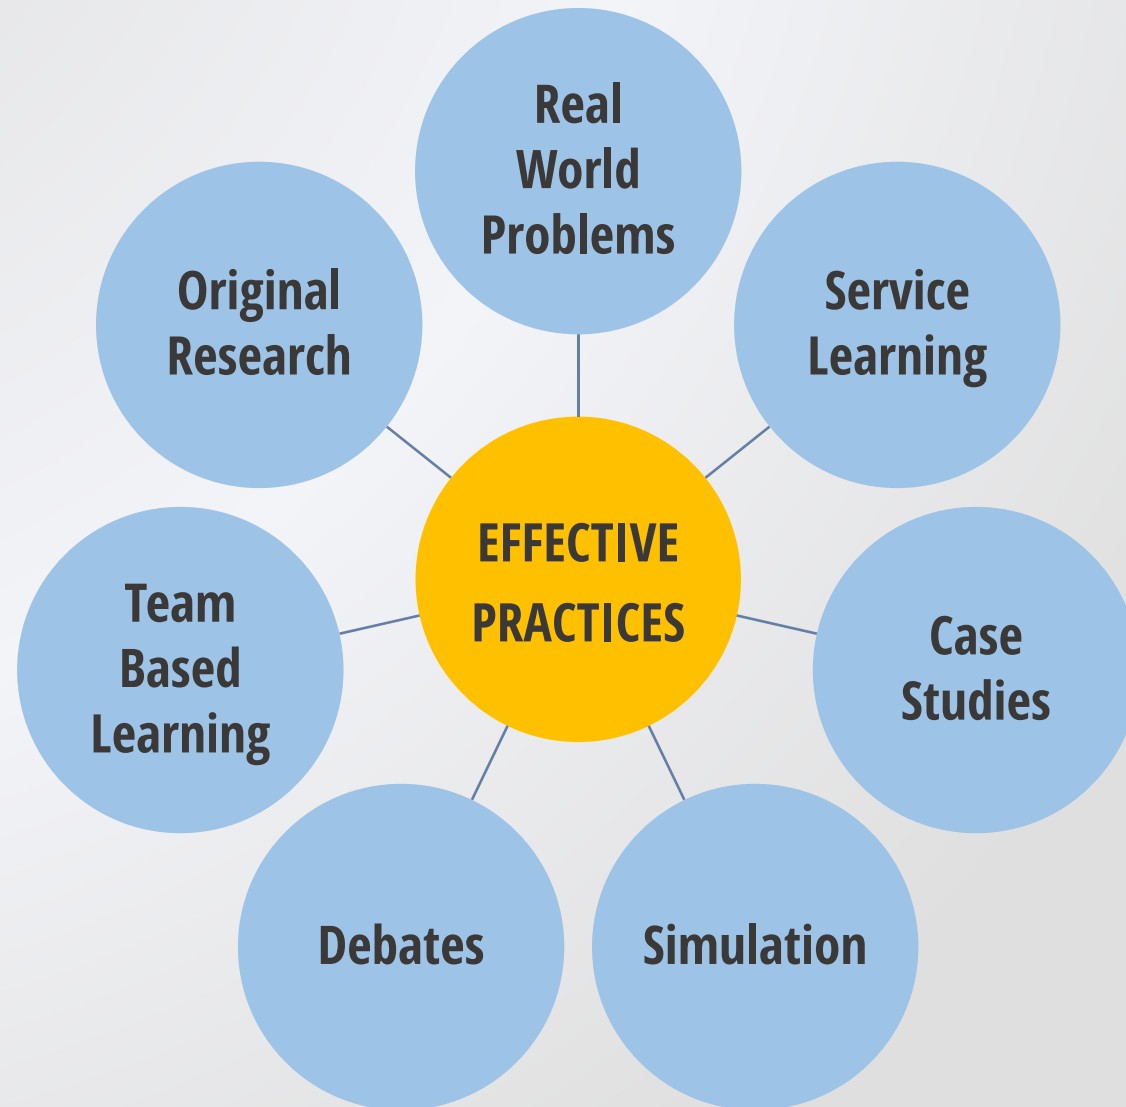 Real
World
Problems
Service
Learning
Case
Studies
Simulation
Debates
Team
Based
Learning
Original
Research
EFFECTIVE
PRACTICES